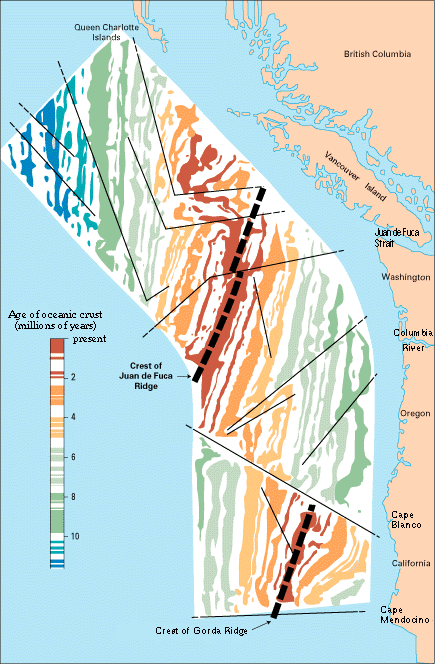 Queen Charlotte
Islands
British Columbia
Vancouver Island
Juan de Fuca
Strait
Washington
Age of oceanic crust
(millions of years)
present
2
4
6
8
10
Columbia
River
Crest of
Juan de Fuca
Ridge
Oregon
Cape
Blanco
California
Cape
Mendocino
Crest of Gorda Ridge